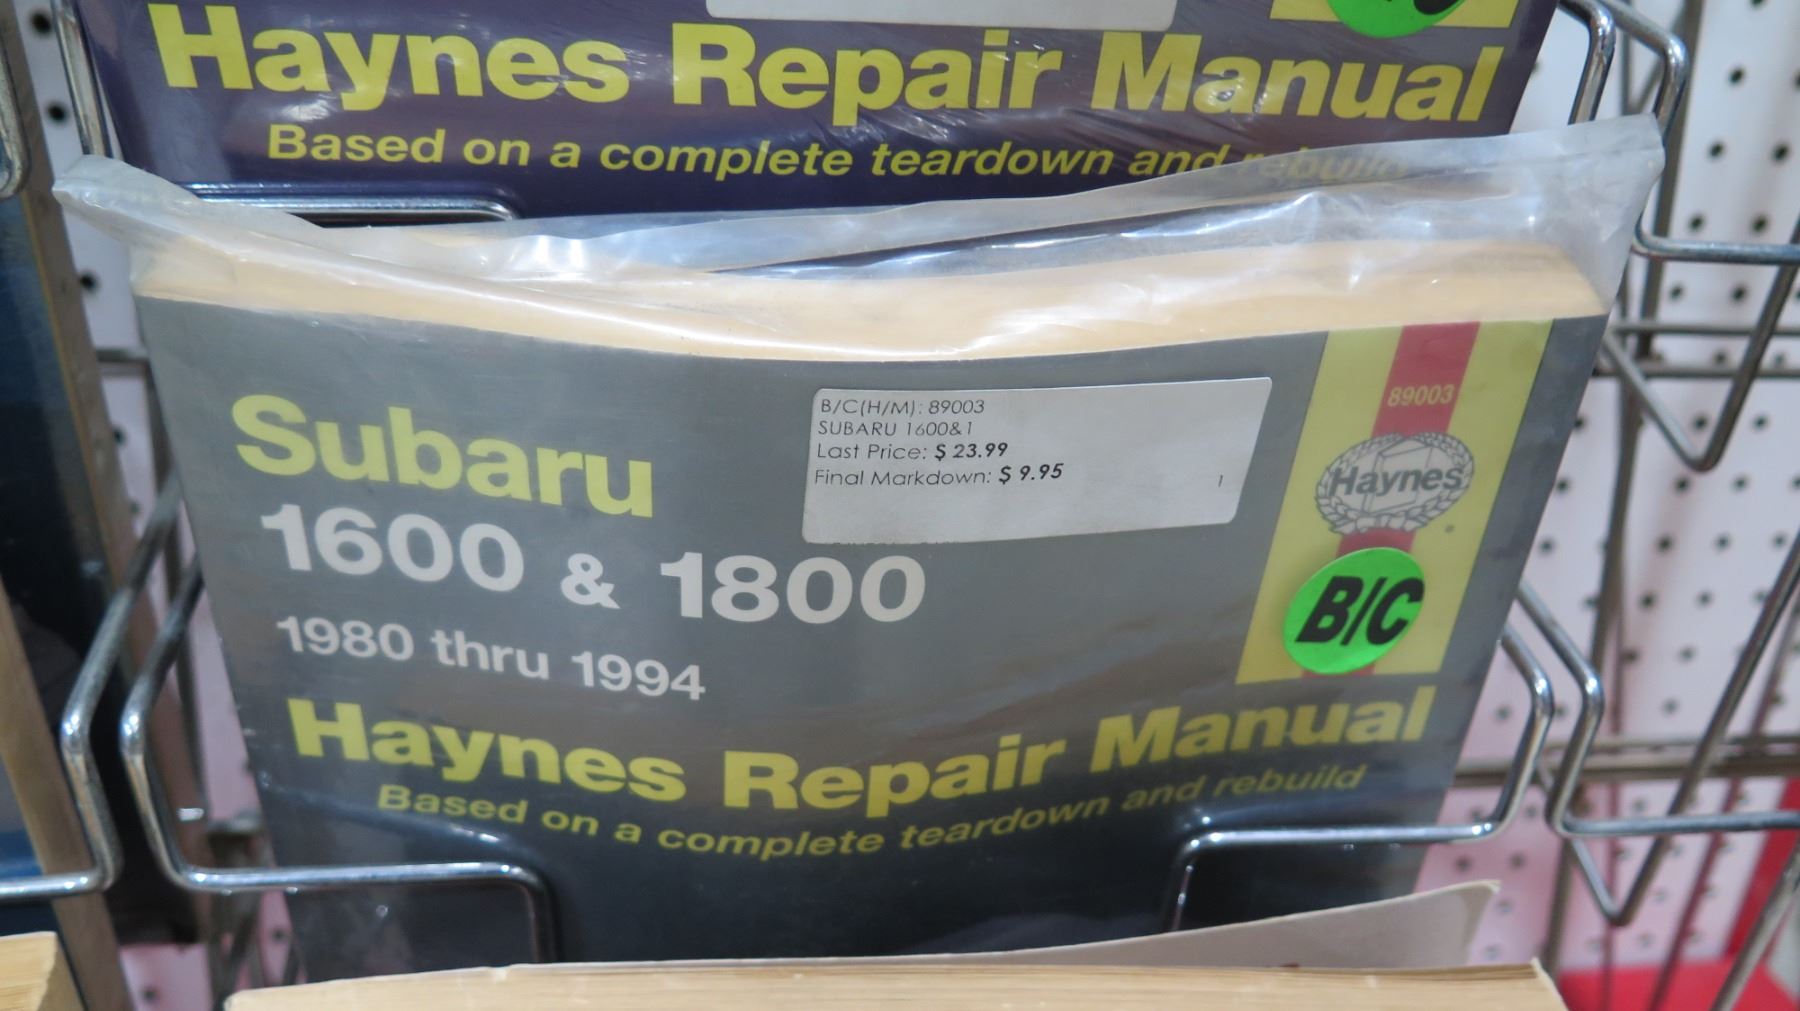 B/C
Haynes Repair Manual
Based on a complete teardown and rebuild
B/C(H/M): 89003
SUBARU 1600&1
Last Price: $ 23.99
Final Markdown: $ 9.95
1
89003
Haynes
B/C
Subaru
1600 & 1800
1980 thru 1994
Haynes Repair Manual
Based on a complete teardown and rebuild